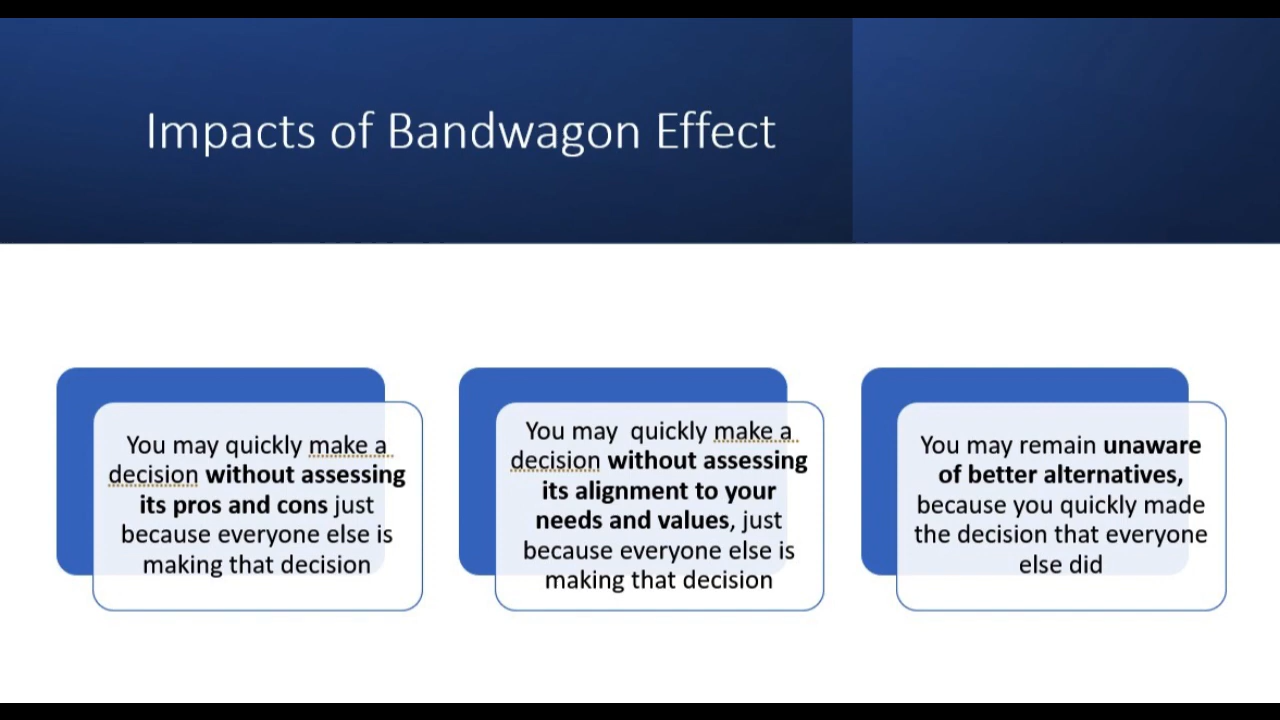 Impacts of Bandwagon Effect
You may quickly make a
decision without assessing
its pros and cons just
because everyone else is
making that decision
You may  quickly make a
decision without assessing
its alignment to your
needs and values, just
because everyone else is
making that decision
You may remain unaware
of better alternatives,
because you quickly made
the decision that everyone
else did